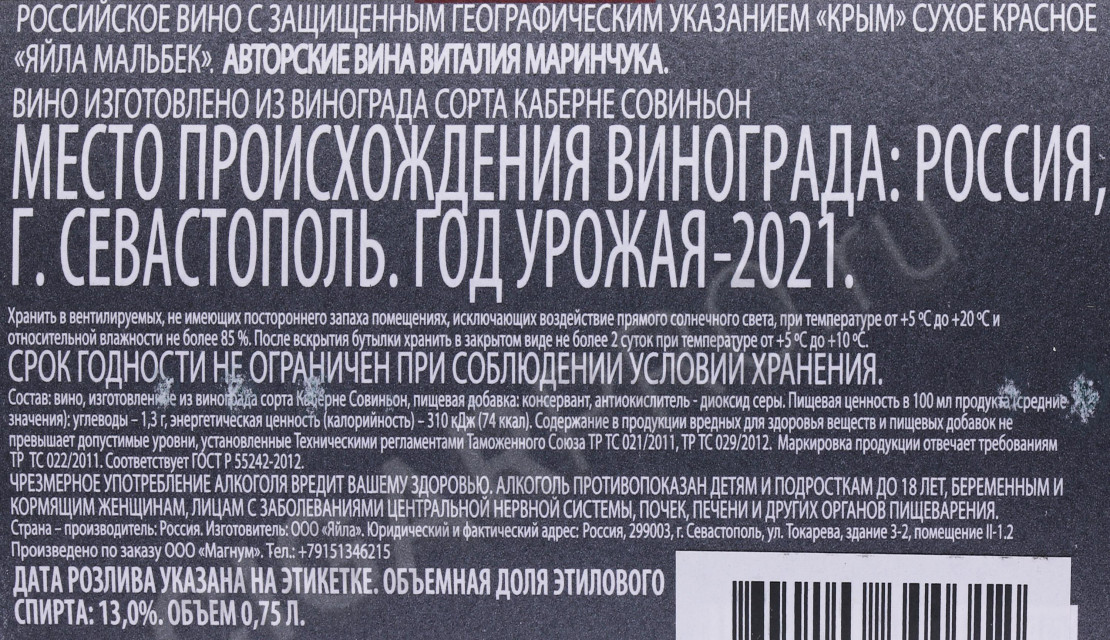 РОССИЙСКОЕ ВИНО С ЗАЩИЩЕННЫМ ГЕОГРАФИЧЕСКИМ УКАЗАНИЕМ «КРЫМ» СУХОЕ КРАСНОЕ
«ЯЙЛА МАЛЬБЕК». АВТОРСКИЕ ВИНА ВИТАЛИЯ МАРИНЧУКА.
ВИНО ИЗГОТОВЛЕНО ИЗ ВИНОГРАДА СОРТА КАБЕРНЕ СОВИНЬОН
МЕСТО ПРОИСХОЖДЕНИЯ ВИНОГРАДА: РОССИЯ,
Г. СЕВАСТОПОЛЬ. ГОД УРОЖАЯ-2021.
Хранить в вентилируемых, не имеющих постороннего запаха помещениях, исключающих воздействие прямого солнечного света, при температуре от +5 ºС до +20 ºС и
относительной влажности не более 85 %. После вскрытия бутылки хранить в закрытом виде не более 2 суток при температуре от +5 ºС до +10 ºС.
СРОК ГОДНОСТИ НЕ ОГРАНИЧЕН ПРИ СОБЛЮДЕНИИ УСЛОВИЙ ХРАНЕНИЯ.
Состав: вино, изготовленное из винограда сорта Каберне Совиньон, пищевая добавка: консервант, антиокислитель - диоксид серы. Пищевая ценность в 100 мл продукта (средние
значения): углеводы – 1,3 г, энергетическая ценность (калорийность) – 310 кДж (74 ккал). Содержание в продукции вредных для здоровья веществ и пищевых добавок не
превышает допустимые уровни, установленные Техническими регламентами Таможенного Союза ТР ТС 021/2011, ТР ТС 029/2012. Маркировка продукции отвечает требованиям
ТР ТС 022/2011. Соответствует ГОСТ Р 55242-2012.
ЧРЕЗМЕРНОЕ УПОТРЕБЛЕНИЕ АЛКОГОЛЯ ВРЕДИТ ВАШЕМУ ЗДОРОВЬЮ. АЛКОГОЛЬ ПРОТИВОПОКАЗАН ДЕТЯМ И ПОДРОСТКАМ ДО 18 ЛЕТ, БЕРЕМЕННЫМ И
КОРМЯЩИМ ЖЕНЩИНАМ, ЛИЦАМ С ЗАБОЛЕВАНИЯМИ ЦЕНТРАЛЬНОЙ НЕРВНОЙ СИСТЕМЫ, ПОЧЕК, ПЕЧЕНИ И ДРУГИХ ОРГАНОВ ПИЩЕВАРЕНИЯ.
Страна – производитель: Россия. Изготовитель: ООО «Яйла». Юридический и фактический адрес: Россия, 299003, г. Севастополь, ул. Токарева, здание 3-2, помещение II-1.2
Произведено по заказу ООО «Магнум». Тел.: +79151346215
ДАТА РОЗЛИВА УКАЗАНА НА ЭТИКЕТКЕ. ОБЪЕМНАЯ ДОЛЯ ЭТИЛОВОГО
СПИРТА: 13,0%. ОБЪЕМ 0,75 Л.